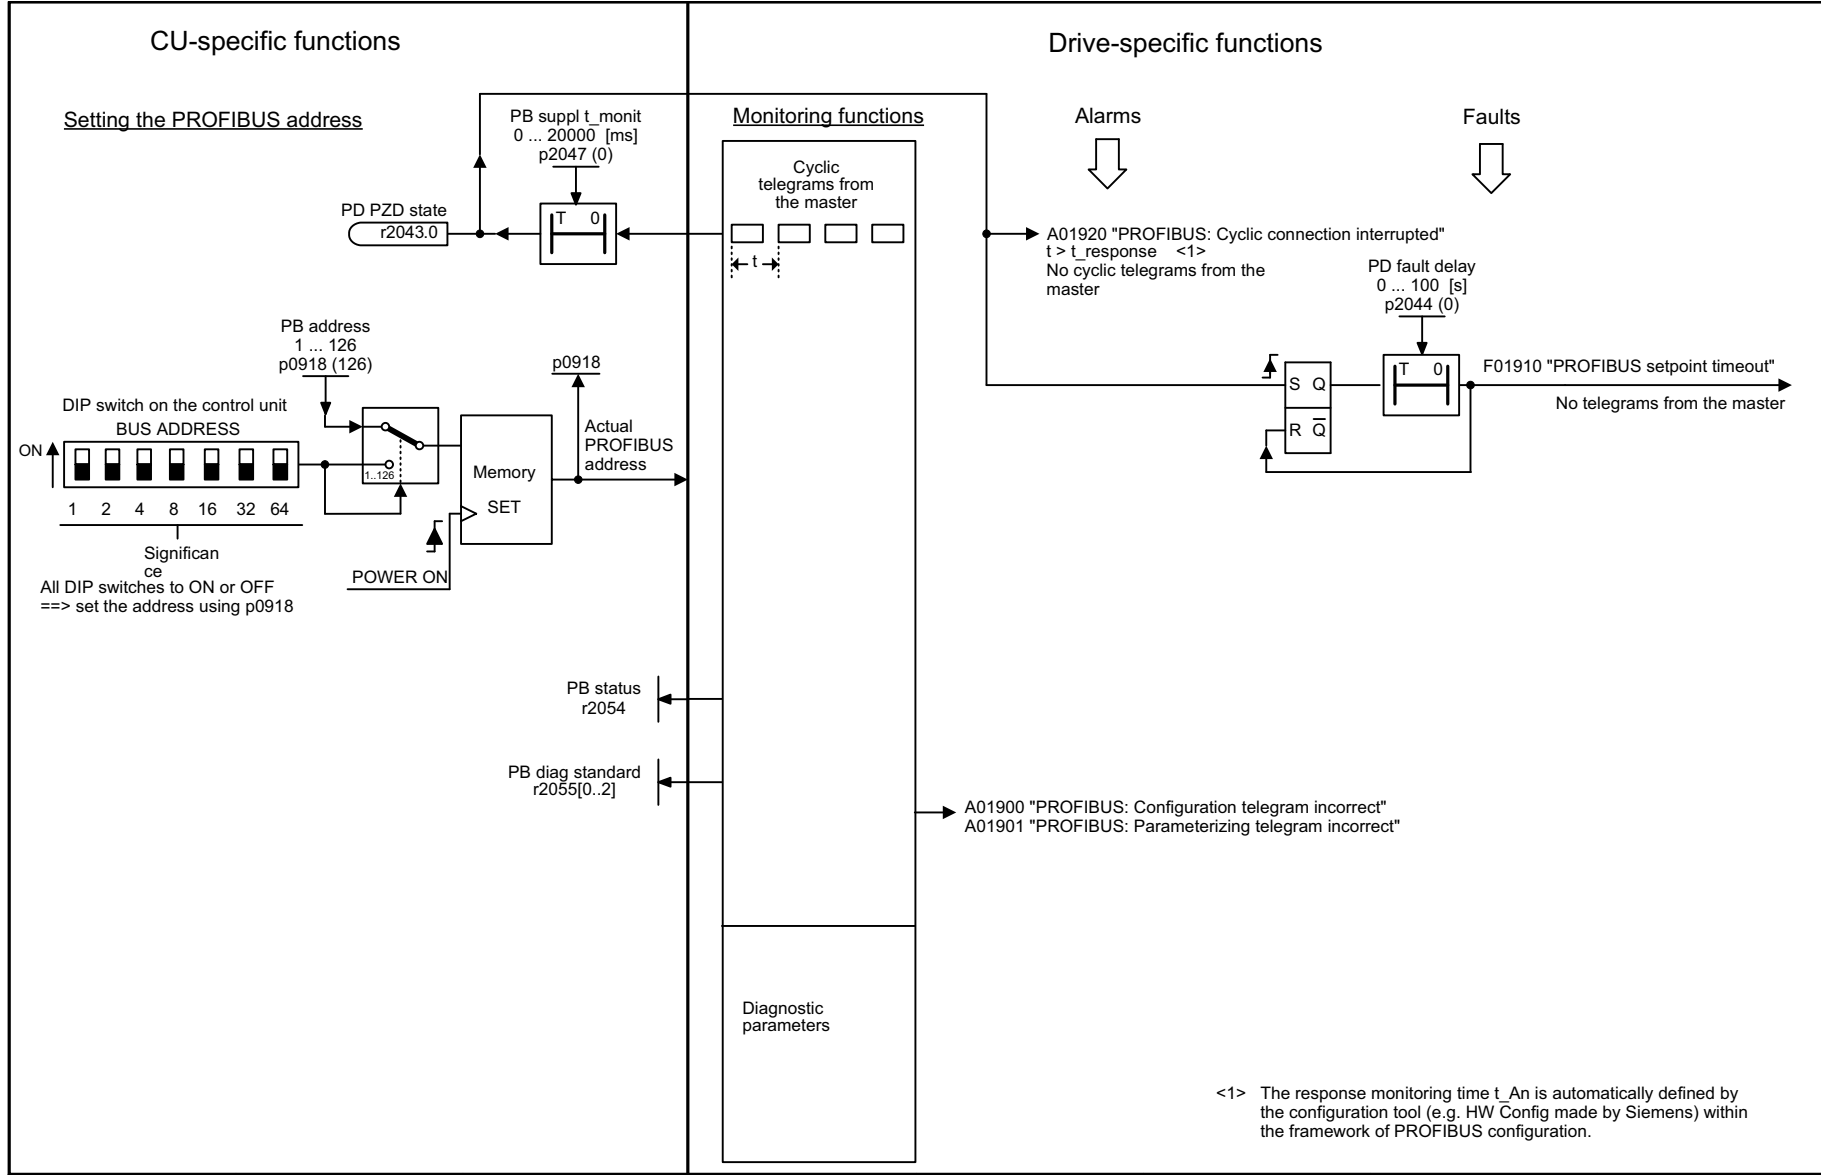 CU-specific functions
Drive-specific functions
Setting the PROFIBUS address
PB suppl t_monit
0 ... 20000 [ms]
p2047 (0)
T 0
PD PZD state
r2043.0
Monitoring functions
Cyclic
telegrams from
the master
t
Alarms
Faults
A01920 "PROFIBUS: Cyclic connection interrupted"
t > t_response <1>
No cyclic telegrams from the
master
PD fault delay
0 ... 100 [s]
p2044 (0)
S Q
R Q̅
T 0
F01910 "PROFIBUS setpoint timeout"
No telegrams from the master
PB address
1 ... 126
p0918 (126)
DIP switch on the control unit
BUS ADDRESS
ON
1 2 4 8 16 32 64
Significan
ce
All DIP switches to ON or OFF
==> set the address using p0918
1..126
Memory
SET
POWER ON
p0918
Actual
PROFIBUS
address
PB status
r2054
PB diag standard
r2055[0..2]
A01900 "PROFIBUS: Configuration telegram incorrect"
A01901 "PROFIBUS: Parameterizing telegram incorrect"
Diagnostic
parameters
<1> The response monitoring time t_An is automatically defined by
the configuration tool (e.g. HW Config made by Siemens) within
the framework of PROFIBUS configuration.